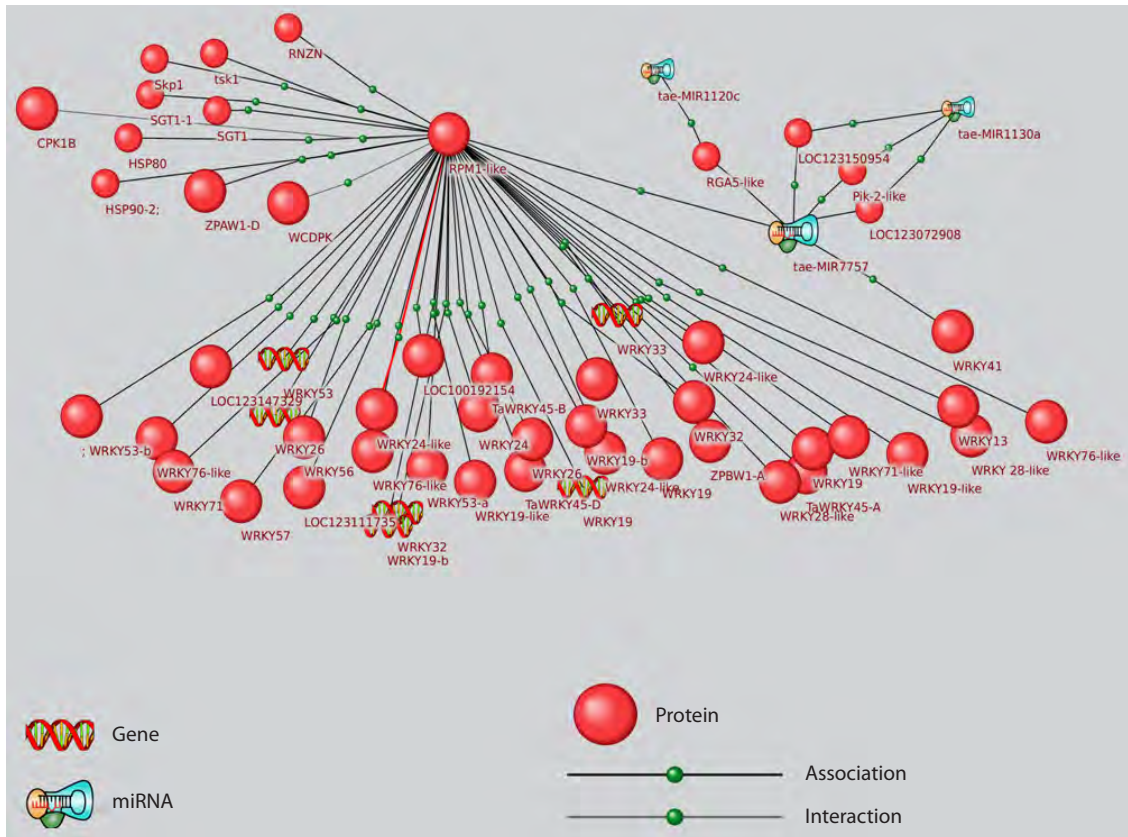 RNZN
tae-MIR1120c
Skp1
tsk1
tae-MIR1130a
SGT1-1
SGT1
CPK1B
HSP80
LOC123150954
RPM1-like
RGA5-like
Pik-2-like
HSP90-2;
ZPAW1-D
WCDPK
LOC123072908
tae-MIR7757
WRKY33
WRKY41
WRKY24-like
LOC100192154
WRKY53
LOC123147329
TaWRKY45-B
WRKY33
WRKY32
WRKY13
; WRKY53-b
WRKY26
WRKY24-like
WRKY24
WRKY76-like
WRKY19-b
WRKY76-like
WRKY56
WRKY26
ZPBW1-A
WRKY71-like
WRKY 28-like
WRKY76-like
WRKY24-like
WRKY19
WRKY19
WRKY19-like
WRKY71
WRKY53-a
TaWRKY45-D
TaWRKY45-A
WRKY19-like
WRKY28-like
LOC123111735
WRKY19
WRKY57
WRKY32
WRKY19-b
Gene
Protein
miRNA
Association
Interaction